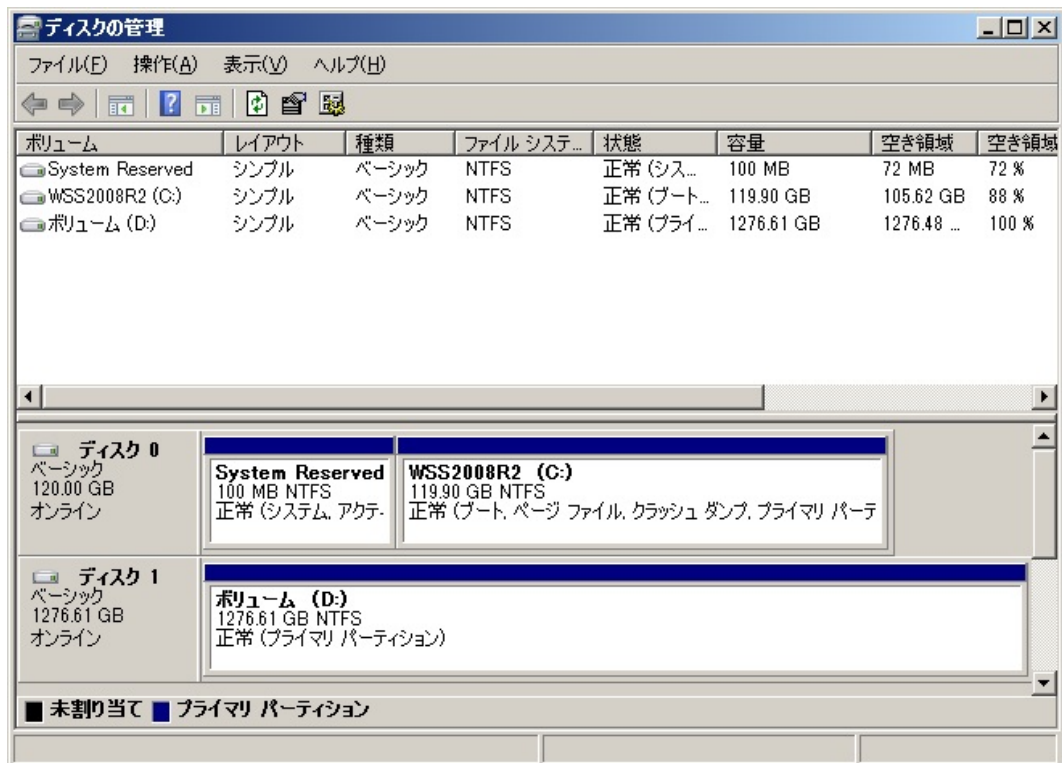 ディスクの管理
ファイル(F) 操作(A) 表示(V) ヘルプ(H)
ボリューム レイアウト 種類 ファイル システ... 状態 容量 空き領域 空き領域
System Reserved シンプル ベーシック NTFS 正常 (シス... 100 MB 72 MB 72 %
WSS2008R2 (C:) シンプル ベーシック NTFS 正常 (ブート... 119.90 GB 105.62 GB 88 %
ボリューム (D:) シンプル ベーシック NTFS 正常 (プライ... 1276.61 GB 1276.48 ... 100 %
ディスク 0
ベーシック
120.00 GB
オンライン
System Reserved
100 MB NTFS
正常 (システム, アクティ
WSS2008R2 (C:)
119.90 GB NTFS
正常 (ブート, ページ ファイル, クラッシュ ダンプ, プライマリ パーテ
ディスク 1
ベーシック
1276.61 GB
オンライン
ボリューム (D:)
1276.61 GB NTFS
正常 (プライマリ パーティション)
未割り当て プライマリ パーティション